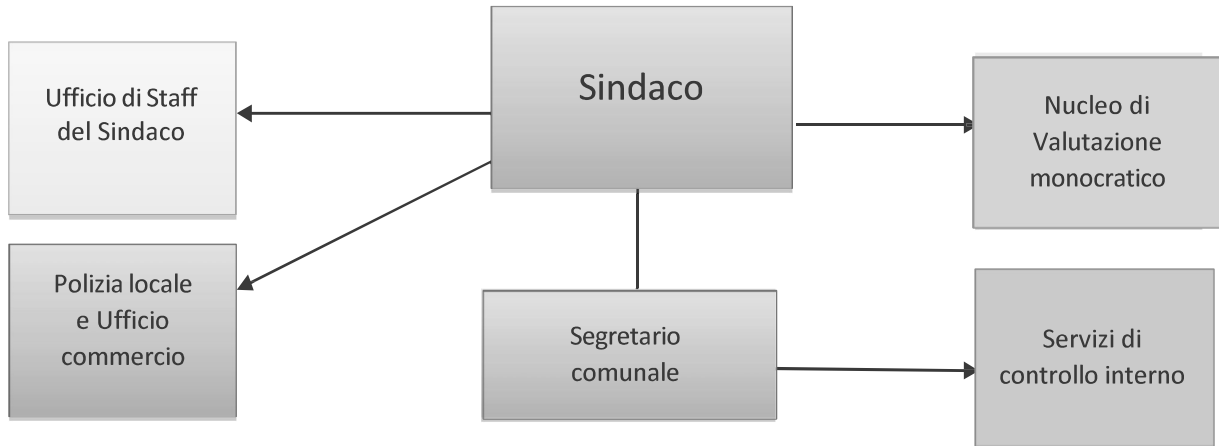 Sindaco
Ufficio di Staff
del Sindaco
Nucleo di
Valutazione
monocratico
Polizia locale
e Ufficio
commercio
Segretario
comunale
Servizi di
controllo interno